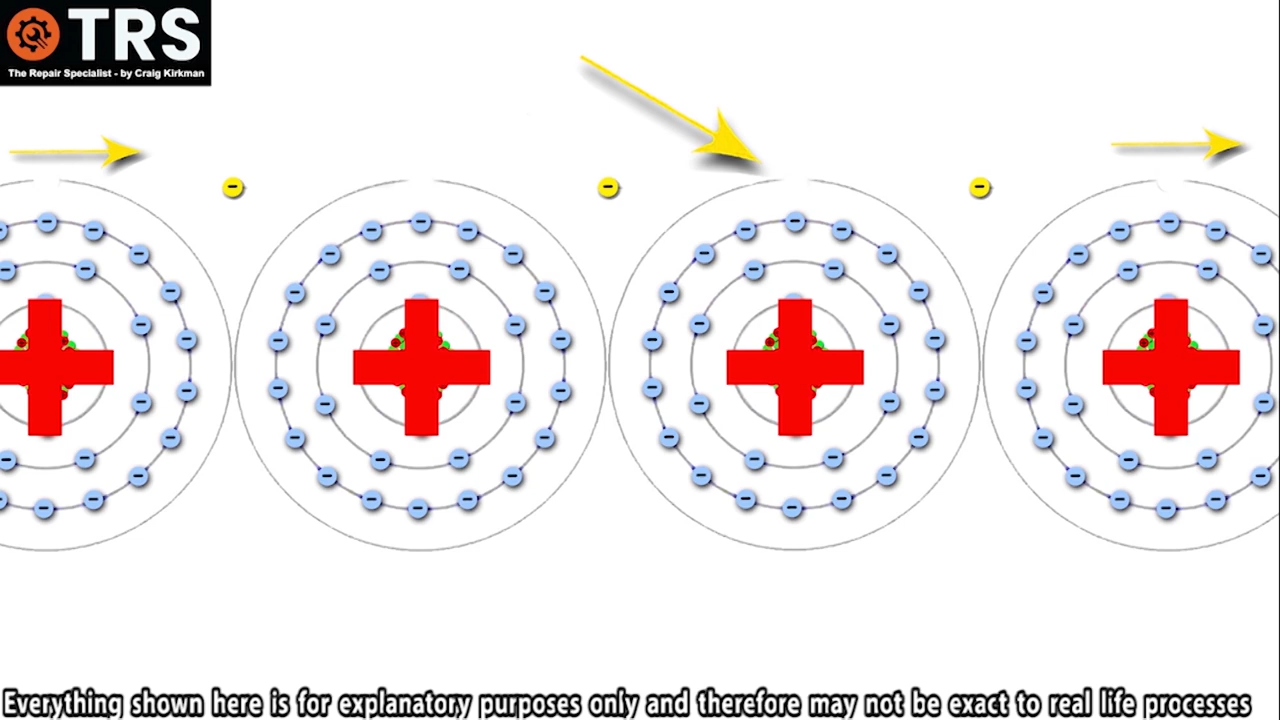 TRS
The Repair Specialist - by Craig Kirkman
Everything shown here is for explanatory purposes only and therefore may not be exact to real life processes